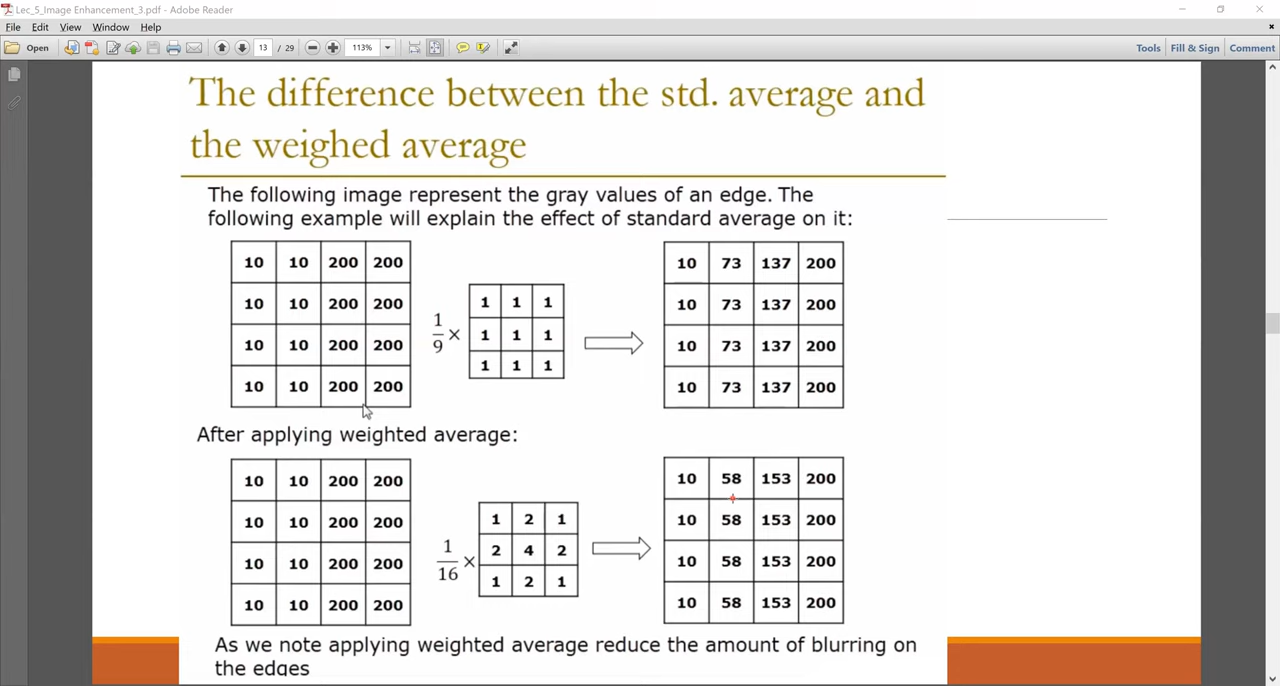 Lec_5_Image Enhancement_3.pdf - Adobe Reader
File Edit View Window Help
Open 13 / 29 113% Tools Fill & Sign Comment
The difference between the std. average and
the weighed average
The following image represent the gray values of an edge. The
following example will explain the effect of standard average on it:
10 10 200 200
10 10 200 200
10 10 200 200
10 10 200 200
1/9 ×
1 1 1
1 1 1
1 1 1
10 73 137 200
10 73 137 200
10 73 137 200
10 73 137 200
After applying weighted average:
10 10 200 200
10 10 200 200
10 10 200 200
10 10 200 200
1/16 ×
1 2 1
2 4 2
1 2 1
10 58 153 200
10 58 153 200
10 58 153 200
10 58 153 200
As we note applying weighted average reduce the amount of blurring on
the edges